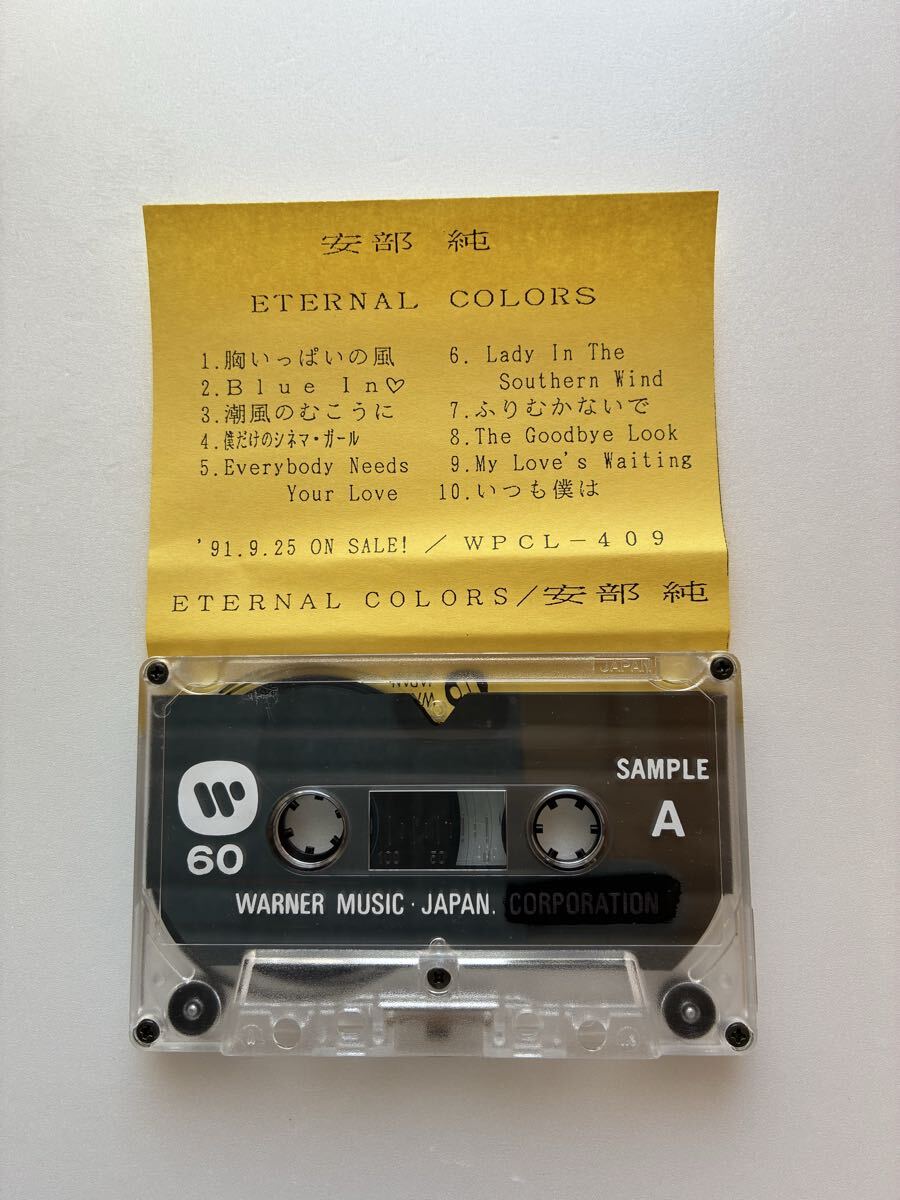 安部 純
ETERNAL COLORS
1.胸いっぱいの風
2.Blue In♡
3.潮風のむこうに
4.僕だけのシネマ・ガール
5.Everybody Needs
Your Love
6. Lady In The
Southern Wind
7.ふりむかないで
8.The Goodbye Look
9.My Love's Waiting
10.いつも僕は
'91.9.25 ON SALE! / WPCL-409
ETERNAL COLORS/安部 純
JAPAN
SAMPLE
A
60
100 50 0
WARNER MUSIC · JAPAN. CORPORATION